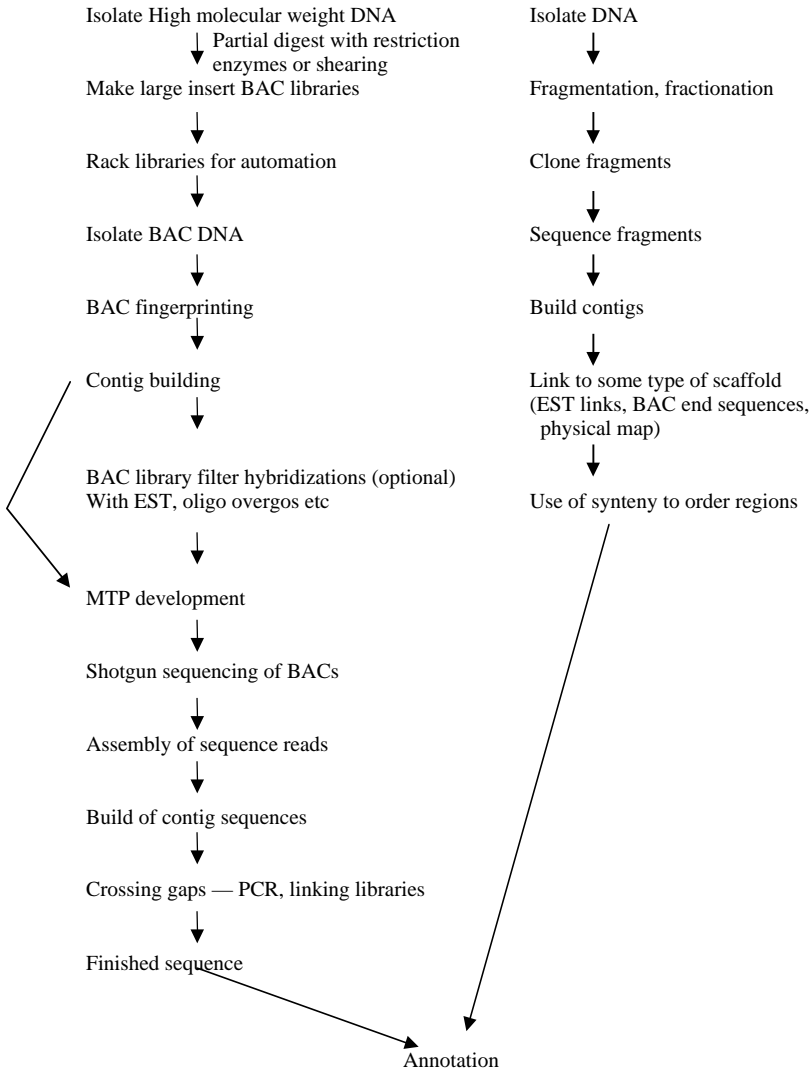 Isolate High molecular weight DNA
Partial digest with restriction
enzymes or shearing
Make large insert BAC libraries
Rack libraries for automation
Isolate BAC DNA
BAC fingerprinting
Contig building
BAC library filter hybridizations (optional)
With EST, oligo overgos etc
MTP development
Shotgun sequencing of BACs
Assembly of sequence reads
Build of contig sequences
Crossing gaps — PCR, linking libraries
Finished sequence
Isolate DNA
Fragmentation, fractionation
Clone fragments
Sequence fragments
Build contigs
Link to some type of scaffold
(EST links, BAC end sequences,
physical map)
Use of synteny to order regions
Annotation